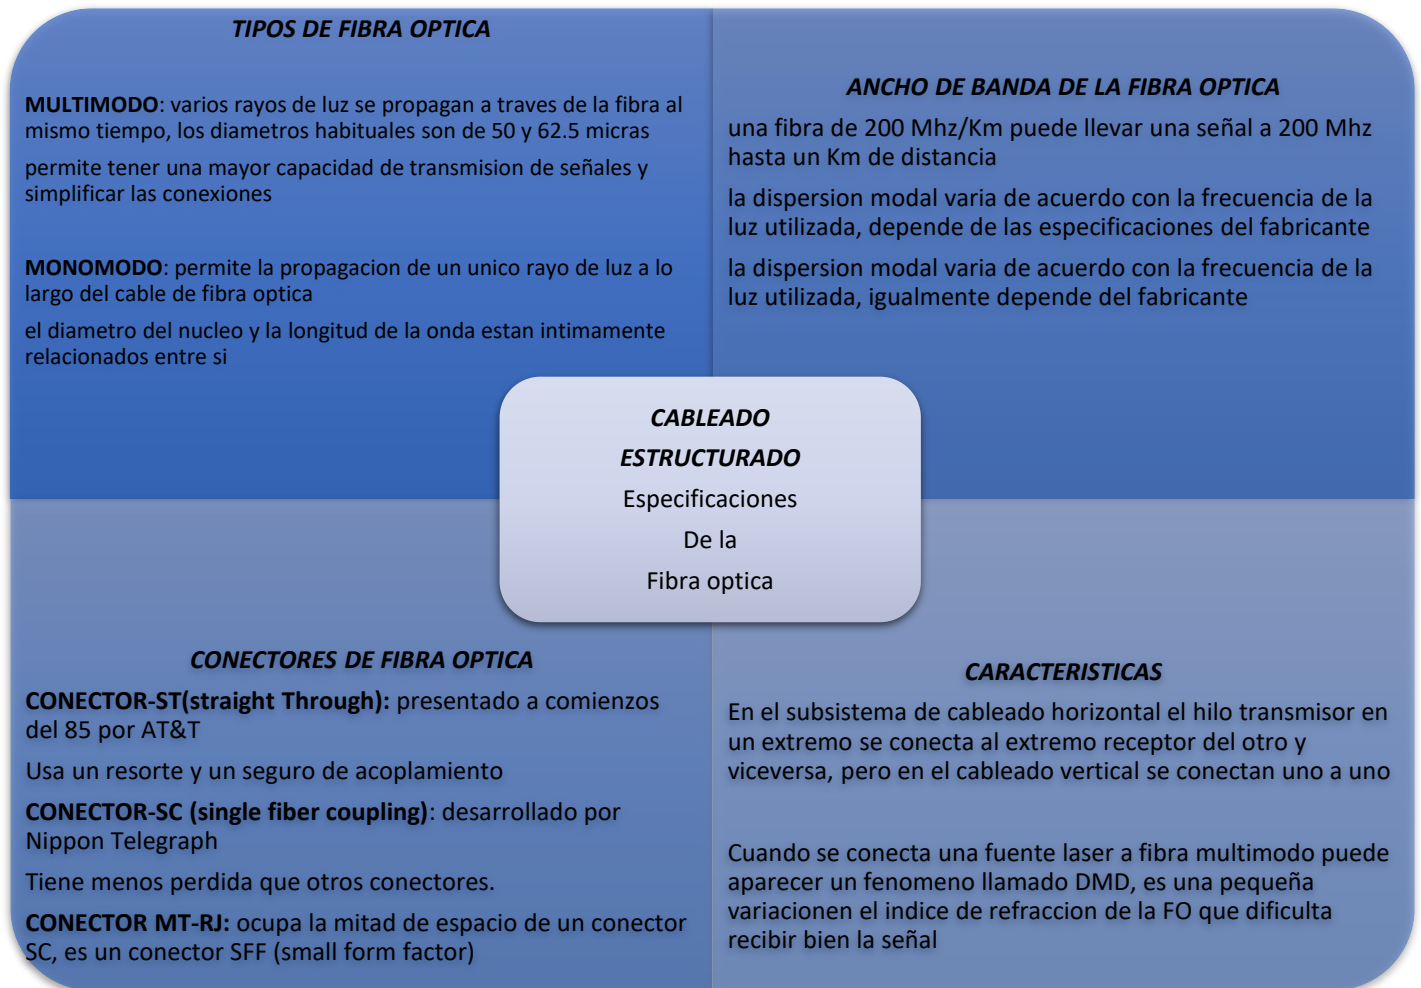 TIPOS DE FIBRA OPTICA
MULTIMODO: varios rayos de luz se propagan a traves de la fibra al
mismo tiempo, los diametros habituales son de 50 y 62.5 micras
permite tener una mayor capacidad de transmision de señales y
simplificar las conexiones
MONOMODO: permite la propagacion de un unico rayo de luz a lo
largo del cable de fibra optica
el diametro del nucleo y la longitud de la onda estan intimamente
relacionados entre si
ANCHO DE BANDA DE LA FIBRA OPTICA
una fibra de 200 Mhz/Km puede llevar una señal a 200 Mhz
hasta un Km de distancia
la dispersion modal varia de acuerdo con la frecuencia de la
luz utilizada, depende de las especificaciones del fabricante
la dispersion modal varia de acuerdo con la frecuencia de la
luz utilizada, igualmente depende del fabricante
CABLEADO
ESTRUCTURADO
Especificaciones
De la
Fibra optica
CONECTORES DE FIBRA OPTICA
CONECTOR-ST(straight Through): presentado a comienzos
del 85 por AT&T
Usa un resorte y un seguro de acoplamiento
CONECTOR-SC (single fiber coupling): desarrollado por
Nippon Telegraph
Tiene menos perdida que otros conectores.
CONECTOR MT-RJ: ocupa la mitad de espacio de un conector
SC, es un conector SFF (small form factor)
CARACTERISTICAS
En el subsistema de cableado horizontal el hilo transmisor en
un extremo se conecta al extremo receptor del otro y
viceversa, pero en el cableado vertical se conectan uno a uno
Cuando se conecta una fuente laser a fibra multimodo puede
aparecer un fenomeno llamado DMD, es una pequeña
variacionen el indice de refraccion de la FO que dificulta
recibir bien la señal